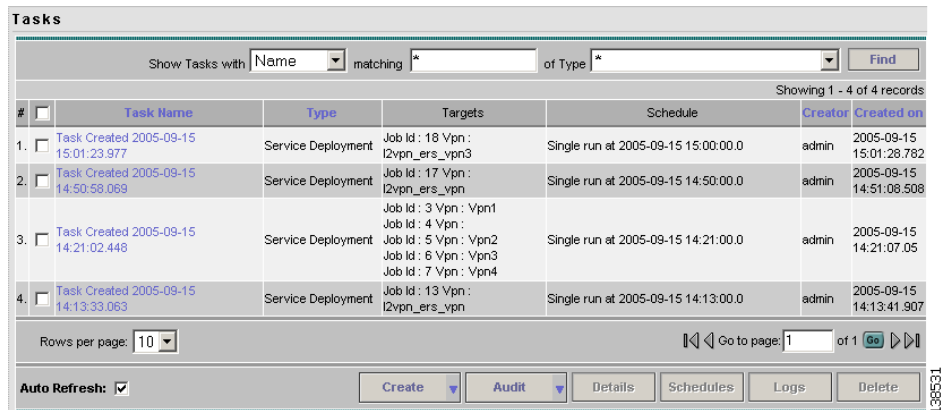 Tasks
Show Tasks with Name matching * of Type * Find
Showing 1 - 4 of 4 records
# Task Name Type Targets Schedule Creator Created on
1. Task Created 2005-09-15 15:01:23.977 Service Deployment Job Id : 18 Vpn : l2vpn_ers_vpn3 Single run at 2005-09-15 15:00:00.0 admin 2005-09-15 15:01:28.782
2. Task Created 2005-09-15 14:50:58.069 Service Deployment Job Id : 17 Vpn : l2vpn_ers_vpn Single run at 2005-09-15 14:50:00.0 admin 2005-09-15 14:51:08.508
3. Task Created 2005-09-15 14:21:02.448 Service Deployment Job Id : 3 Vpn : Vpn1 Job Id : 4 Vpn : Job Id : 5 Vpn : Vpn2 Job Id : 6 Vpn : Vpn3 Job Id : 7 Vpn : Vpn4 Single run at 2005-09-15 14:21:00.0 admin 2005-09-15 14:21:07.05
4. Task Created 2005-09-15 14:13:33.063 Service Deployment Job Id : 13 Vpn : l2vpn_ers_vpn Single run at 2005-09-15 14:13:00.0 admin 2005-09-15 14:13:41.907
Rows per page: 10 Go to page: 1 of 1 Go
Auto Refresh: Create Audit Details Schedules Logs Delete
138531